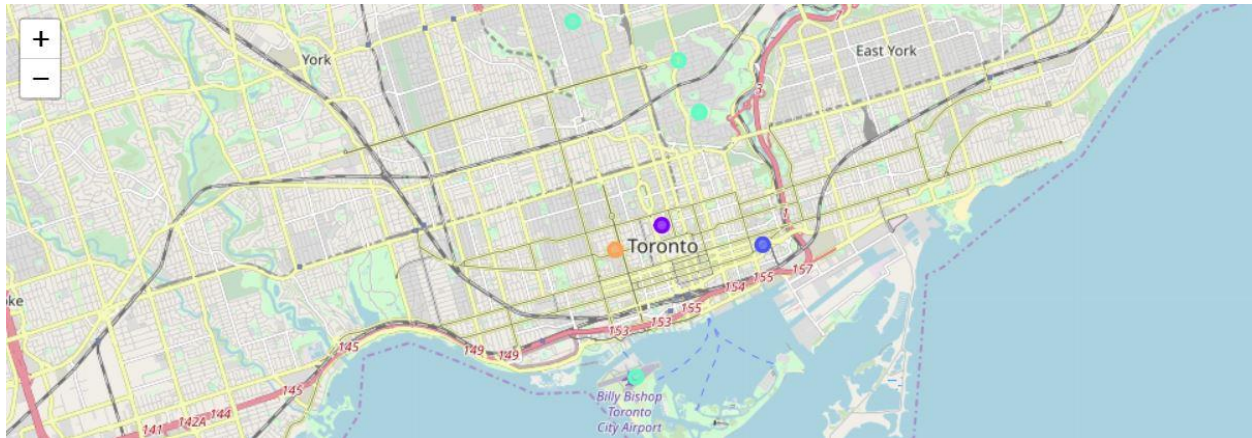 +
−
York
East York
3
1
Toronto
157
155
154
155
153
153
149
149
145
145
144
142A
141
oke
Billy Bishop
Toronto
City Airport